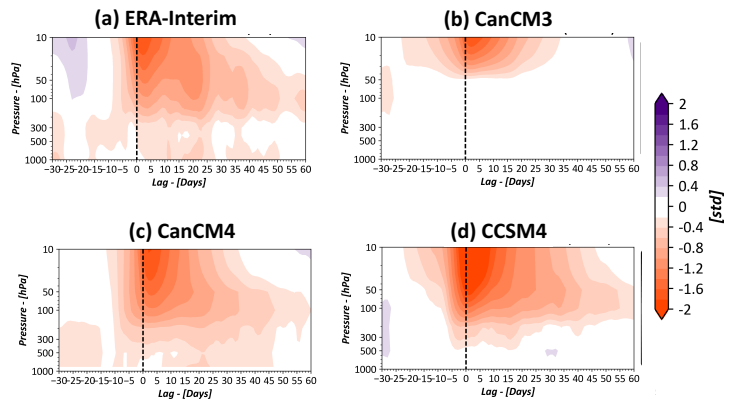 (a) ERA-Interim
(b) CanCM3
10
50
100
300
500
1000
Pressure - [hPa]
−30−25−20−15−10−5 0 5 10 15 20 25 30 35 40 45 50 55 60
Lag - [Days]
10
50
100
300
500
1000
Pressure - [hPa]
−30−25−20−15−10−5 0 5 10 15 20 25 30 35 40 45 50 55 60
Lag - [Days]
(c) CanCM4
(d) CCSM4
10
50
100
300
500
1000
Pressure - [hPa]
−30−25−20−15−10−5 0 5 10 15 20 25 30 35 40 45 50 55 60
Lag - [Days]
10
50
100
300
500
1000
Pressure - [hPa]
−30−25−20−15−10−5 0 5 10 15 20 25 30 35 40 45 50 55 60
Lag - [Days]
2
1.6
1.2
0.8
0.4
0
−0.4
−0.8
−1.2
−1.6
−2
[std]